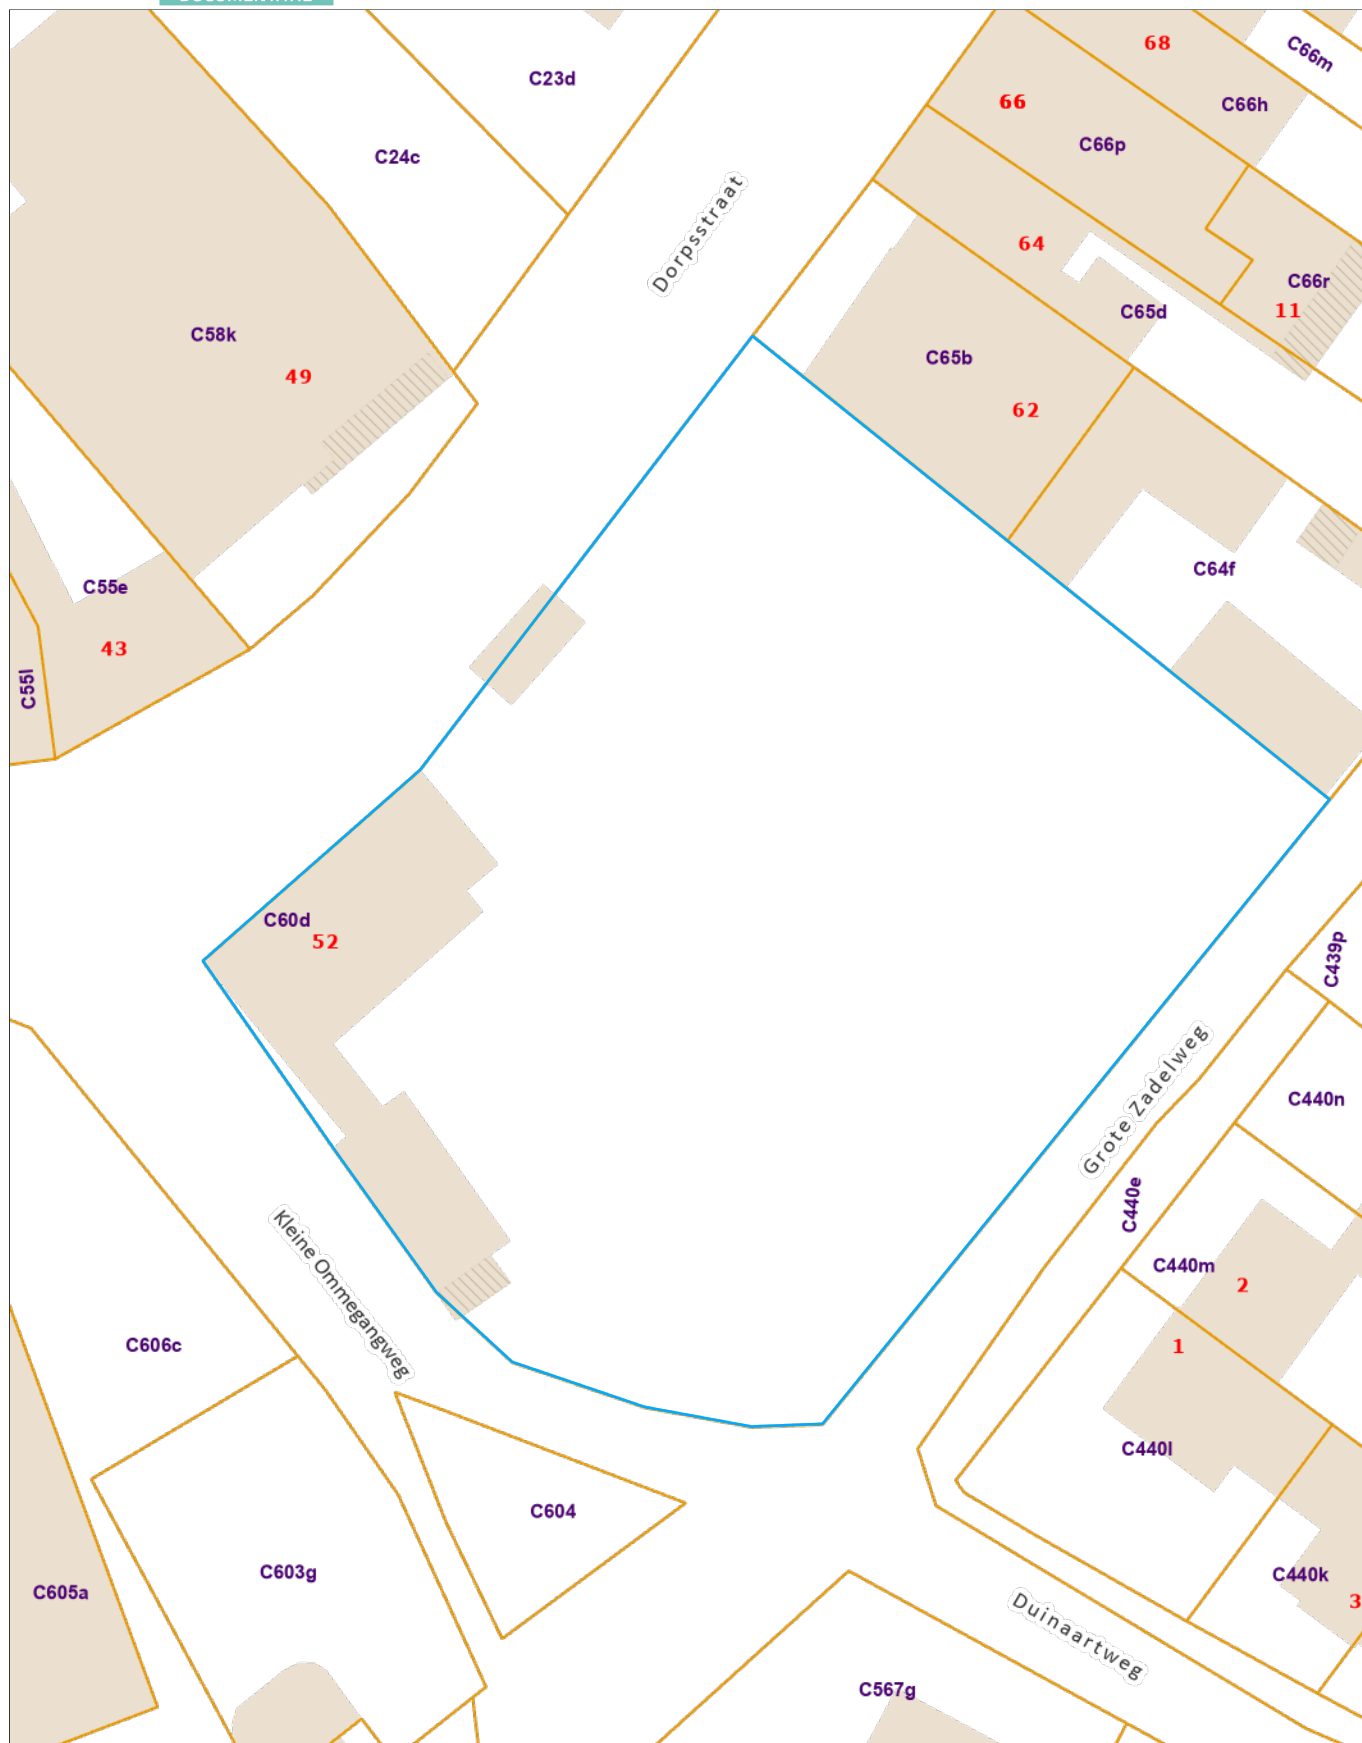 68
C66m
C23d
66
C66h
C66p
C24c
Dorpsstraat
64
C66r
11
C65d
C58k
C65b
49
62
C64f
C55e
43
C55l
C60d
52
C439p
Grote Zadelweg
C440n
C440e
C440m
2
Kleine Ommegangweg
C606c
1
C440l
C604
C603g
C440k
C605a
3
Duinaartweg
C567g